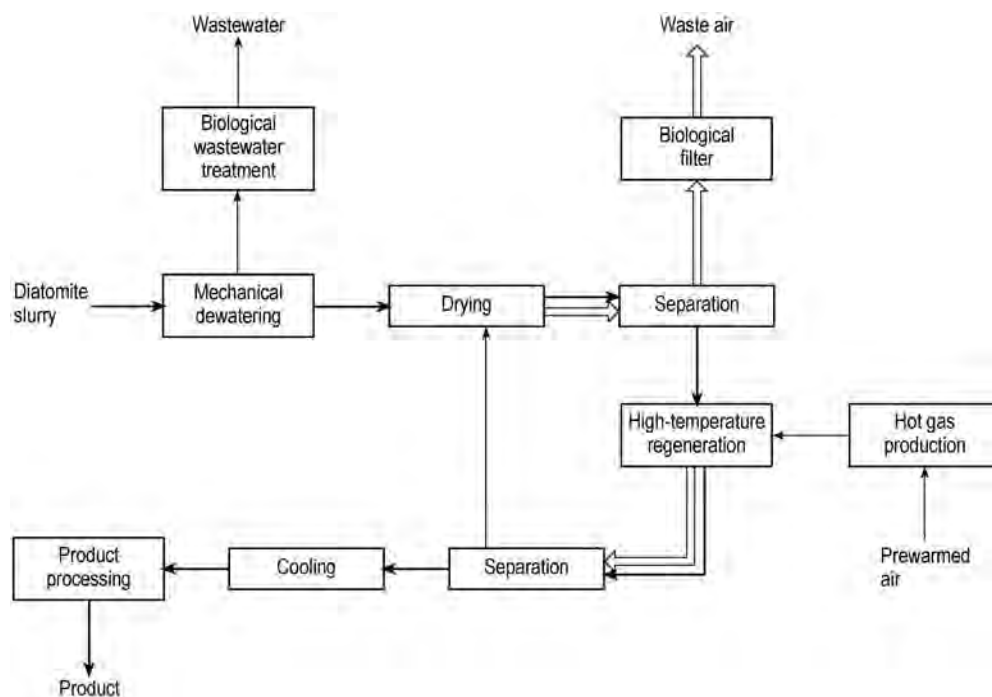 Wastewater
Waste air
Biological
wastewater
treatment
Biological
filter
Diatomite
slurry
Mechanical
dewatering
Drying
Separation
High-temperature
regeneration
Hot gas
production
Product
processing
Cooling
Separation
Prewarmed
air
Product